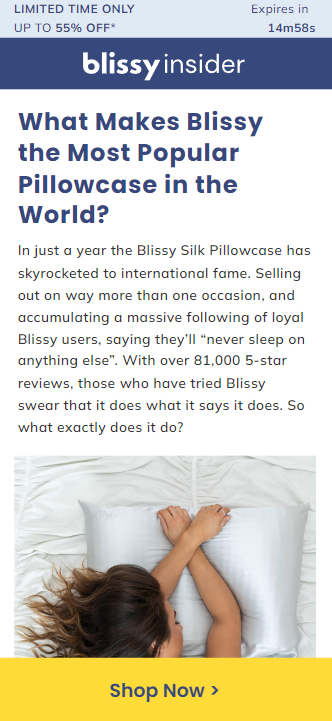 LIMITED TIME ONLY
Expires in
UP TO 55% OFF*
14m58s
blissy insider
What Makes Blissy
the Most Popular
Pillowcase in the
World?
In just a year the Blissy Silk Pillowcase has
skyrocketed to international fame. Selling
out on way more than one occasion, and
accumulating a massive following of loyal
Blissy users, saying they’ll “never sleep on
anything else”. With over 81,000 5-star
reviews, those who have tried Blissy
swear that it does what it says it does. So
what exactly does it do?
Shop Now >